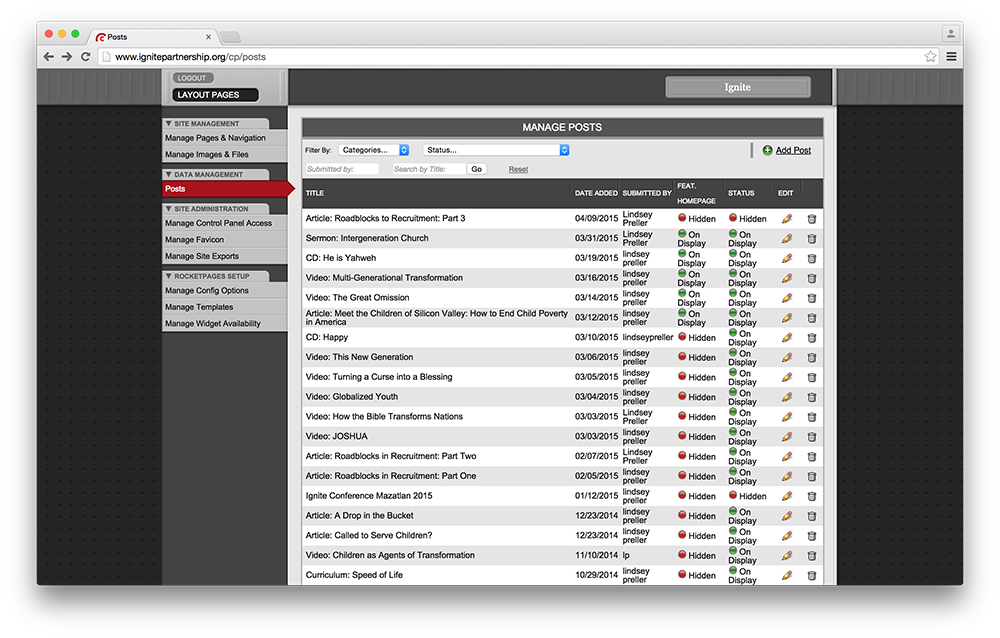 Posts
www.ignitepartnership.org/cp/posts
LOGOUT
LAYOUT PAGES
Ignite
SITE MANAGEMENT
Manage Pages & Navigation
Manage Images & Files
DATA MANAGEMENT
Posts
SITE ADMINISTRATION
Manage Control Panel Access
Manage Favicon
Manage Site Exports
ROCKETPAGES SETUP
Manage Config Options
Manage Templates
Manage Widget Availability
MANAGE POSTS
Filter By: Categories... Status... Add Post
Submitted by: Search by Title: Go Reset
TITLE DATE ADDED SUBMITTED BY FEAT. HOMEPAGE STATUS EDIT
Article: Roadblocks to Recruitment: Part 3 04/09/2015 Lindsey Preller Hidden Hidden
Sermon: Intergeneration Church 03/31/2015 Lindsey Preller On Display On Display
CD: He is Yahweh 03/19/2015 lindsey preller On Display On Display
Video: Multi-Generational Transformation 03/16/2015 lindsey preller On Display On Display
Video: The Great Omission 03/14/2015 lindsey preller On Display On Display
Article: Meet the Children of Silicon Valley: How to End Child Poverty in America 03/12/2015 lindsey preller On Display On Display
CD: Happy 03/10/2015 lindseypreller Hidden On Display
Video: This New Generation 03/06/2015 lindsey preller Hidden On Display
Video: Turning a Curse into a Blessing 03/05/2015 lindsey preller Hidden On Display
Video: Globalized Youth 03/04/2015 lindsey preller Hidden On Display
Video: How the Bible Transforms Nations 03/03/2015 Lindsey Preller Hidden On Display
Video: JOSHUA 03/03/2015 lindsey preller Hidden On Display
Article: Roadblocks in Recruitment: Part Two 02/07/2015 Lindsey Preller Hidden On Display
Article: Roadblocks in Recruitment: Part One 02/05/2015 lindsey preller Hidden On Display
Ignite Conference Mazatlan 2015 01/12/2015 lindsey preller Hidden Hidden
Article: A Drop in the Bucket 12/23/2014 lindsey preller Hidden On Display
Article: Called to Serve Children? 12/23/2014 lindsey preller Hidden On Display
Video: Children as Agents of Transformation 11/10/2014 lp Hidden On Display
Curriculum: Speed of Life 10/29/2014 lindsey preller Hidden On Display